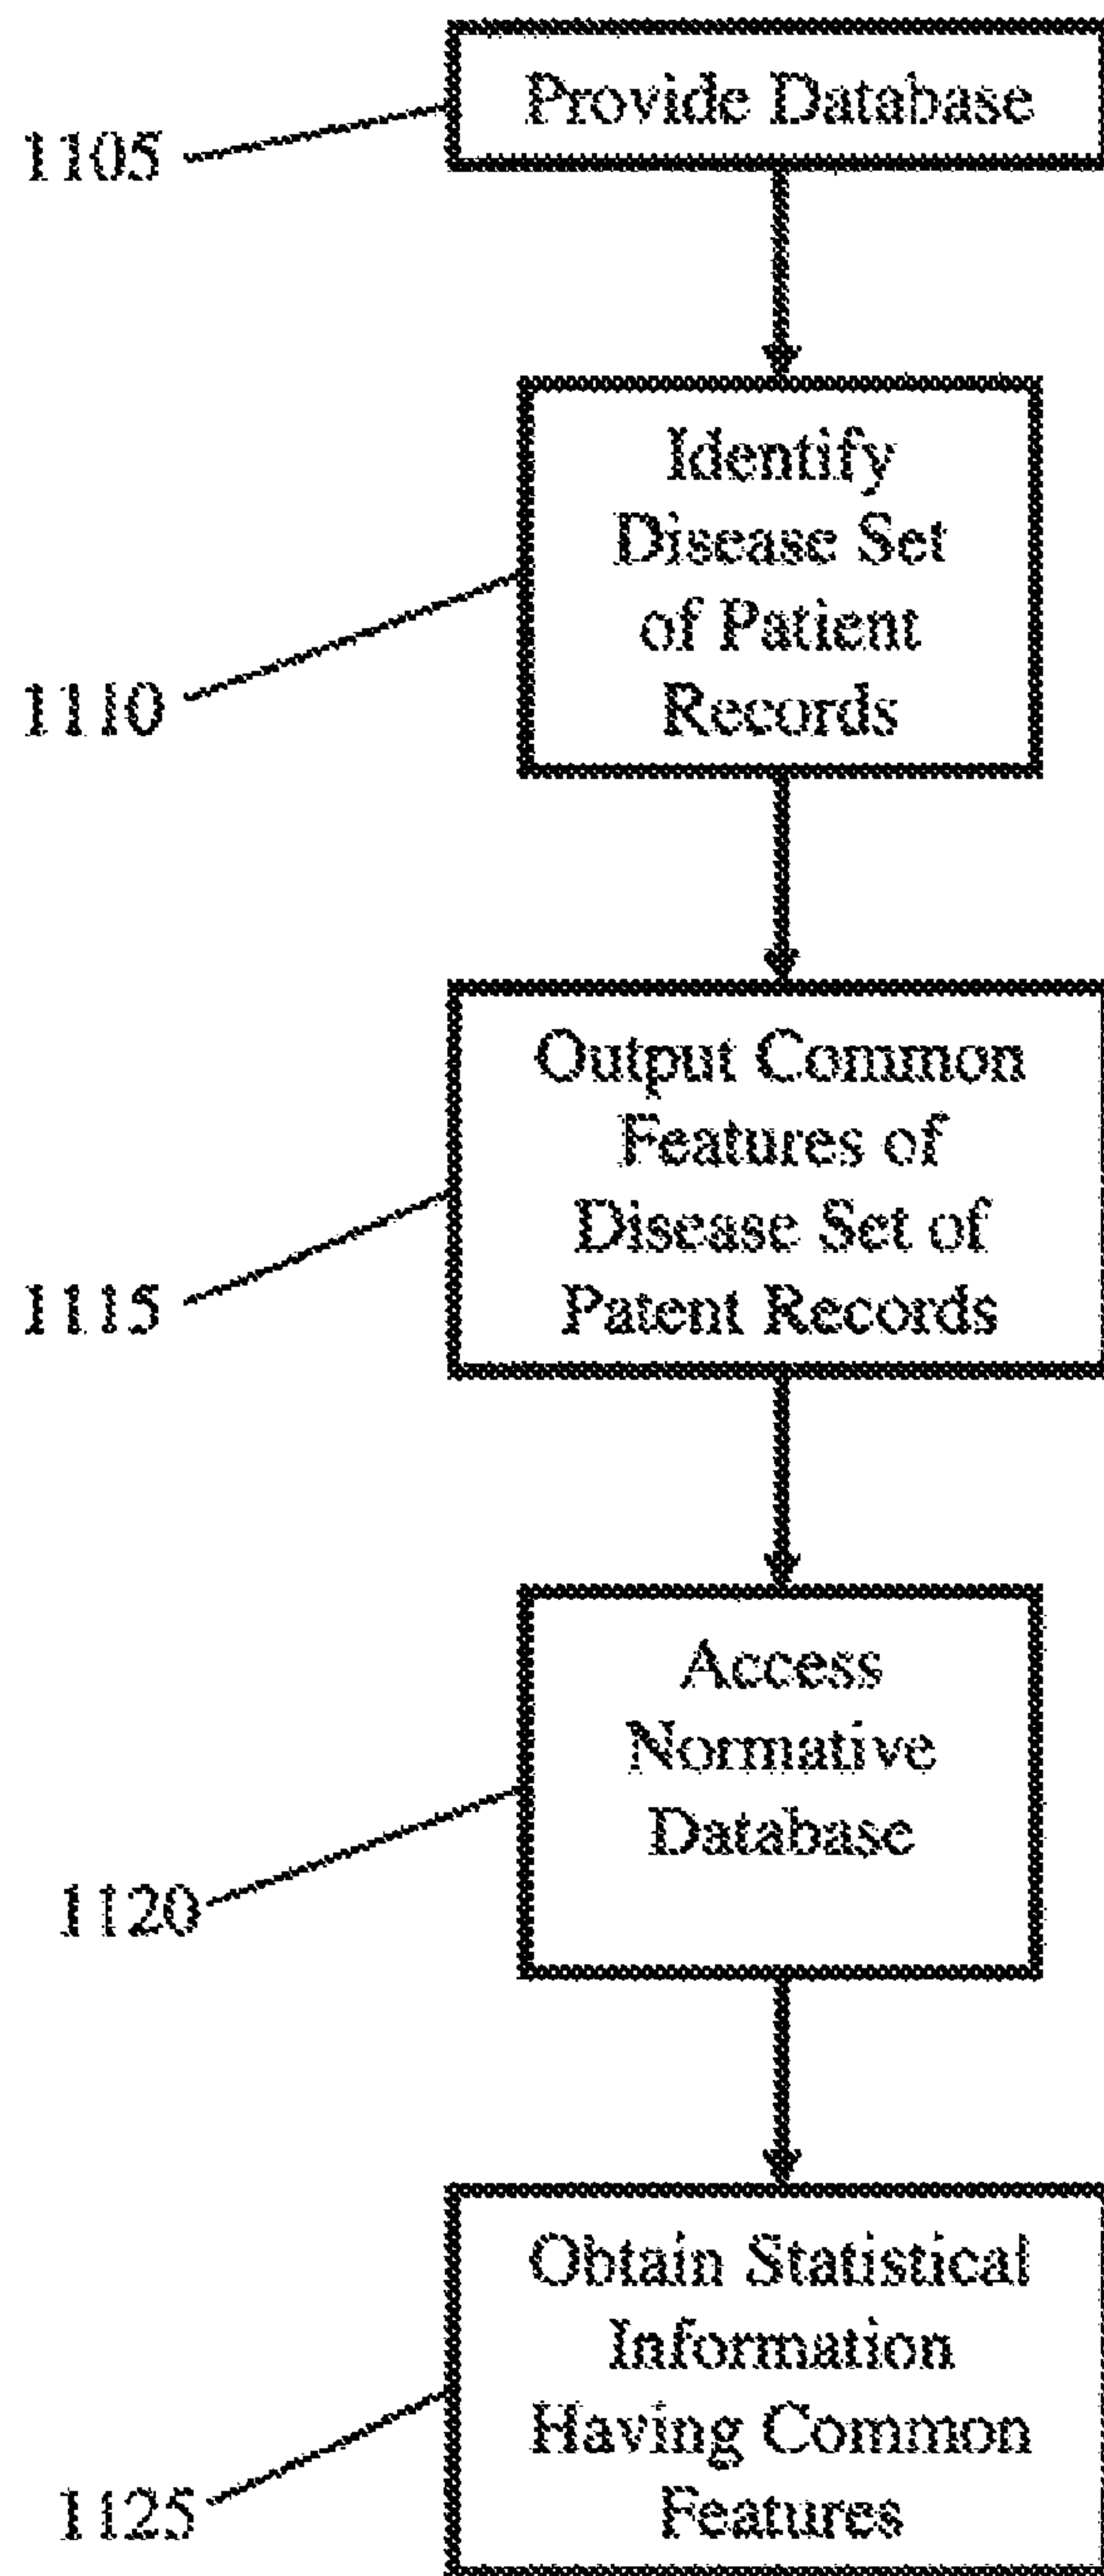 Provide Database
1105
Identify
Disease Set
of Patient
Records
1110
Output Common
Features of
Disease Set of
Patent Records
1115
Access
Normative
Database
1120
Obtain Statistical
Information
Having Common
Features
1125